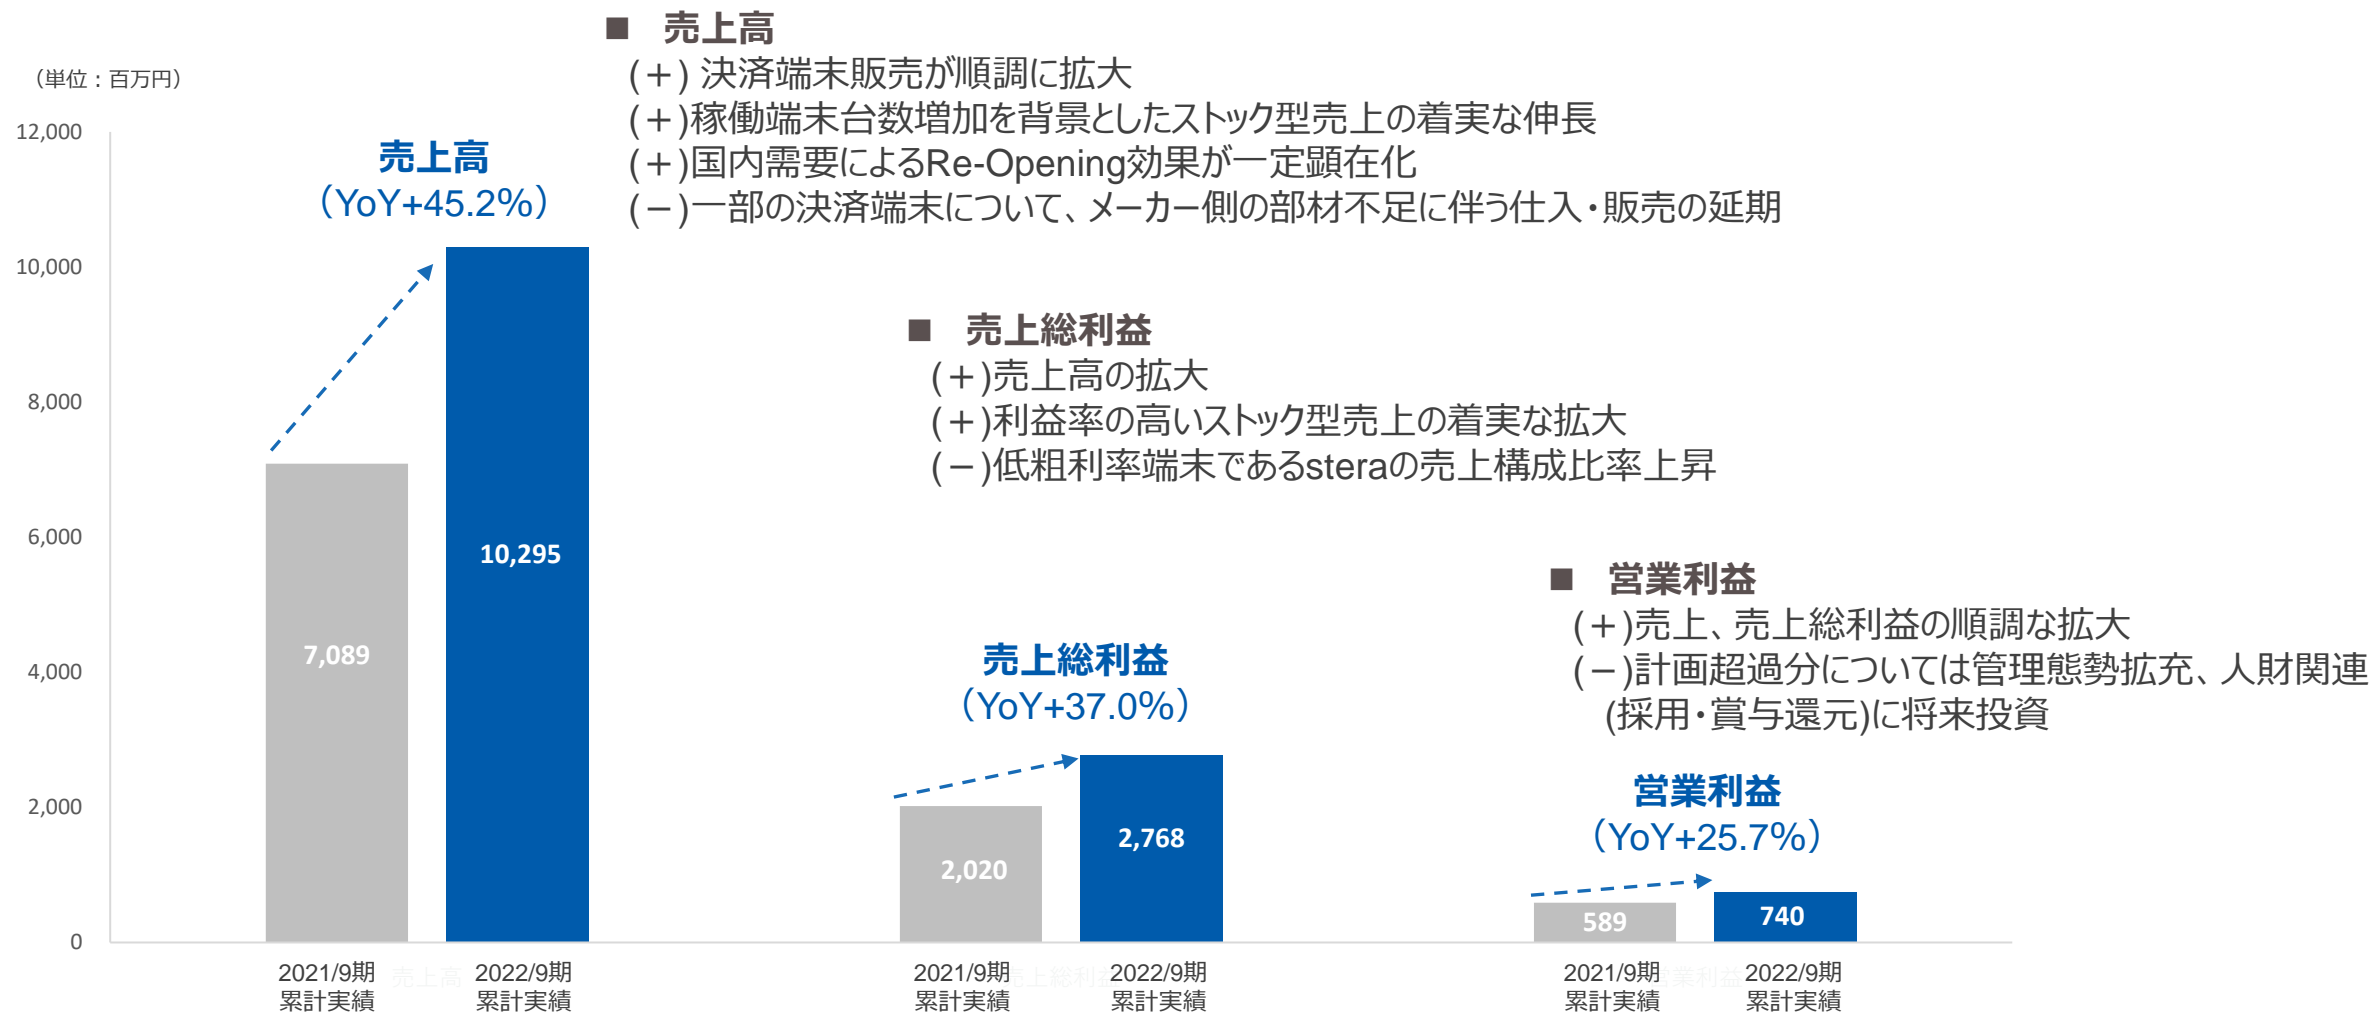 ■ 売上高
(+) 決済端末販売が順調に拡大
(+)稼働端末台数増加を背景としたストック型売上の着実な伸長
(+)国内需要によるRe-Opening効果が一定顕在化
(-)一部の決済端末について、メーカー側の部材不足に伴う仕入・販売の延期
(単位:百万円)
12,000
10,000
8,000
6,000
4,000
2,000
0
売上高
(YoY+45.2%)
7,089
10,295
■ 売上総利益
(+)売上高の拡大
(+)利益率の高いストック型売上の着実な拡大
(-)低粗利率端末であるsteraの売上構成比率上昇
売上総利益
(YoY+37.0%)
2,020
2,768
■ 営業利益
(+)売上、売上総利益の順調な拡大
(-)計画超過分については管理態勢拡充、人財関連
(採用・賞与還元)に将来投資
営業利益
(YoY+25.7%)
589
740
2021/9期
累計実績
売上高
2022/9期
累計実績
2021/9期
累計実績
売上総利益
2022/9期
累計実績
2021/9期
累計実績
営業利益
2022/9期
累計実績